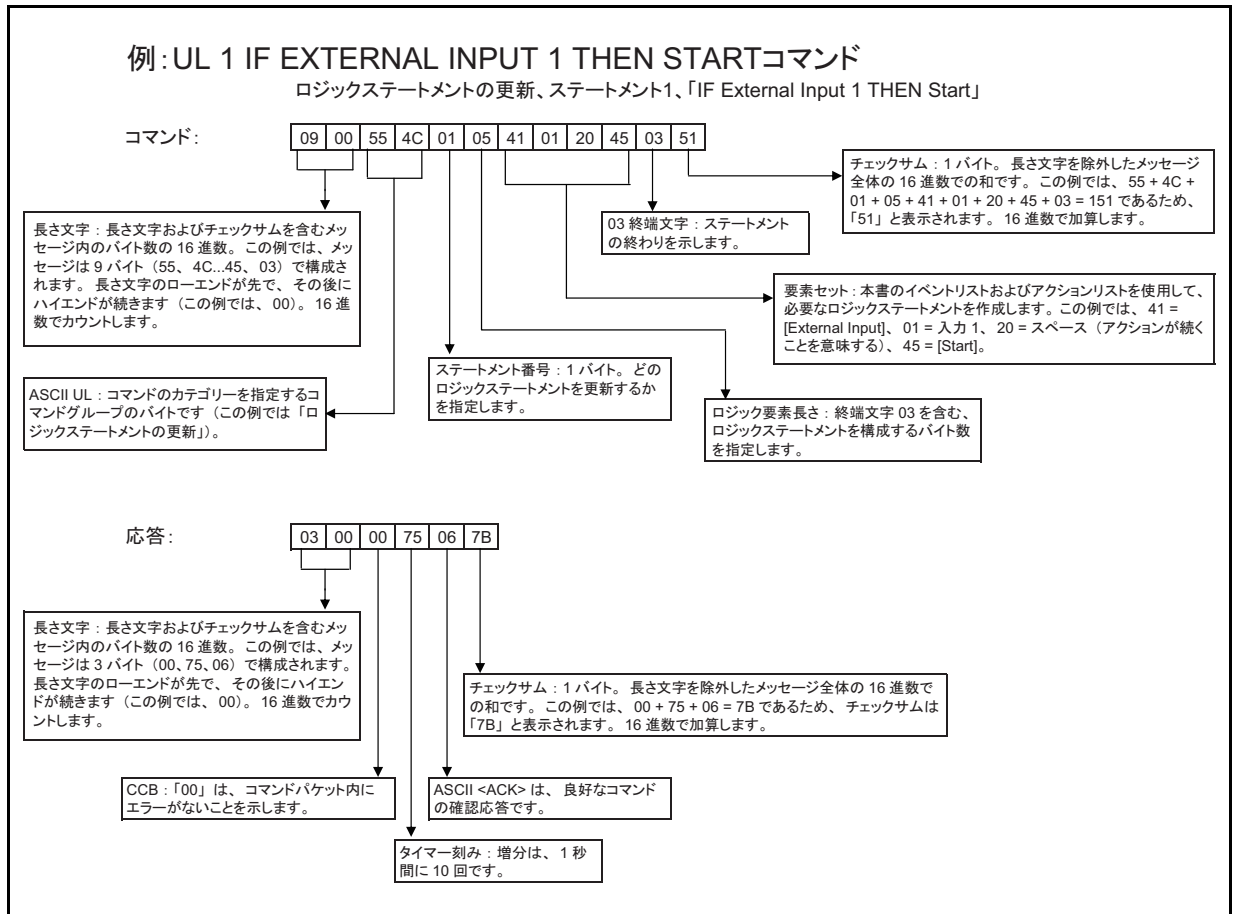 例：UL 1 IF EXTERNAL INPUT 1 THEN STARTコマンド
ロジックステートメントの更新、ステートメント1、「IF External Input 1 THEN Start」
コマンド：
09 00 55 4C 01 05 41 01 20 45 03 51
チェックサム：1 バイト。長さ文字を除外したメッセージ
全体の 16 進数での和です。この例では、 55 + 4C +
01 + 05 + 41 + 01 + 20 + 45 + 03 = 151 であるため、
「51」と表示されます。 16 進数で加算します。
03 終端文字：ステートメント
の終わりを示します。
長さ文字：長さ文字およびチェックサムを含むメッ
セージ内のバイト数の 16 進数。この例では、メッ
セージは 9 バイト（55、 4C...45、 03）で構成さ
れます。長さ文字のローエンドが先で、その後に
ハイエンドが続きます（この例では、 00）。 16 進
数でカウントします。
要素セット：本書のイベントリストおよびアクションリストを使用して、
必要なロジックステートメントを作成します。この例では、 41 =
[External Input]、 01 = 入力 1、 20 = スペース（アクションが続く
ことを意味する）、 45 = [Start]。
ステートメント番号：1 バイト。どの
ロジックステートメントを更新するか
を指定します。
ASCII UL：コマンドのカテゴリーを指定するコ
マンドグループのバイトです（この例では「ロ
ジックステートメントの更新」）。
ロジック要素長さ：終端文字 03 を含む、
ロジックステートメントを構成するバイト数
を指定します。
応答：
03 00 00 75 06 7B
長さ文字：長さ文字およびチェックサムを含むメッ
セージ内のバイト数の 16 進数。この例では、メッ
セージは 3 バイト（00、75、06）で構成されます。
長さ文字のローエンドが先で、その後にハイエン
ドが続きます（この例では、 00）。 16 進数でカウ
ントします。
チェックサム：1 バイト。長さ文字を除外したメッセージ全体の 16 進数で
の和です。この例では、 00 + 75 + 06 = 7B であるため、チェックサムは
「7B」と表示されます。 16 進数で加算します。
CCB：「00」は、コマンドパケット内に
エラーがないことを示します。
ASCII <ACK> は、良好なコマンド
の確認応答です。
タイマー刻み：増分は、 1 秒
間に 10 回です。